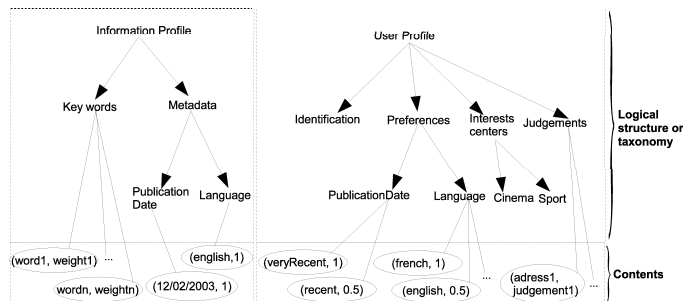 Information Profile
User Profile
Key words
Metadata
Identification
Preferences
Interests
centers
Judgements
Logical
structure or
taxonomy
Publication
Date
Language
PublicationDate
Language
Cinema
Sport
(word1, weight1)
...
wordn, weightn)
(12/02/2003, 1)
(english,1)
(veryRecent, 1)
(recent, 0.5)
(french, 1)
(english, 0.5)
...
(adress1,
judgement1)
...
Contents